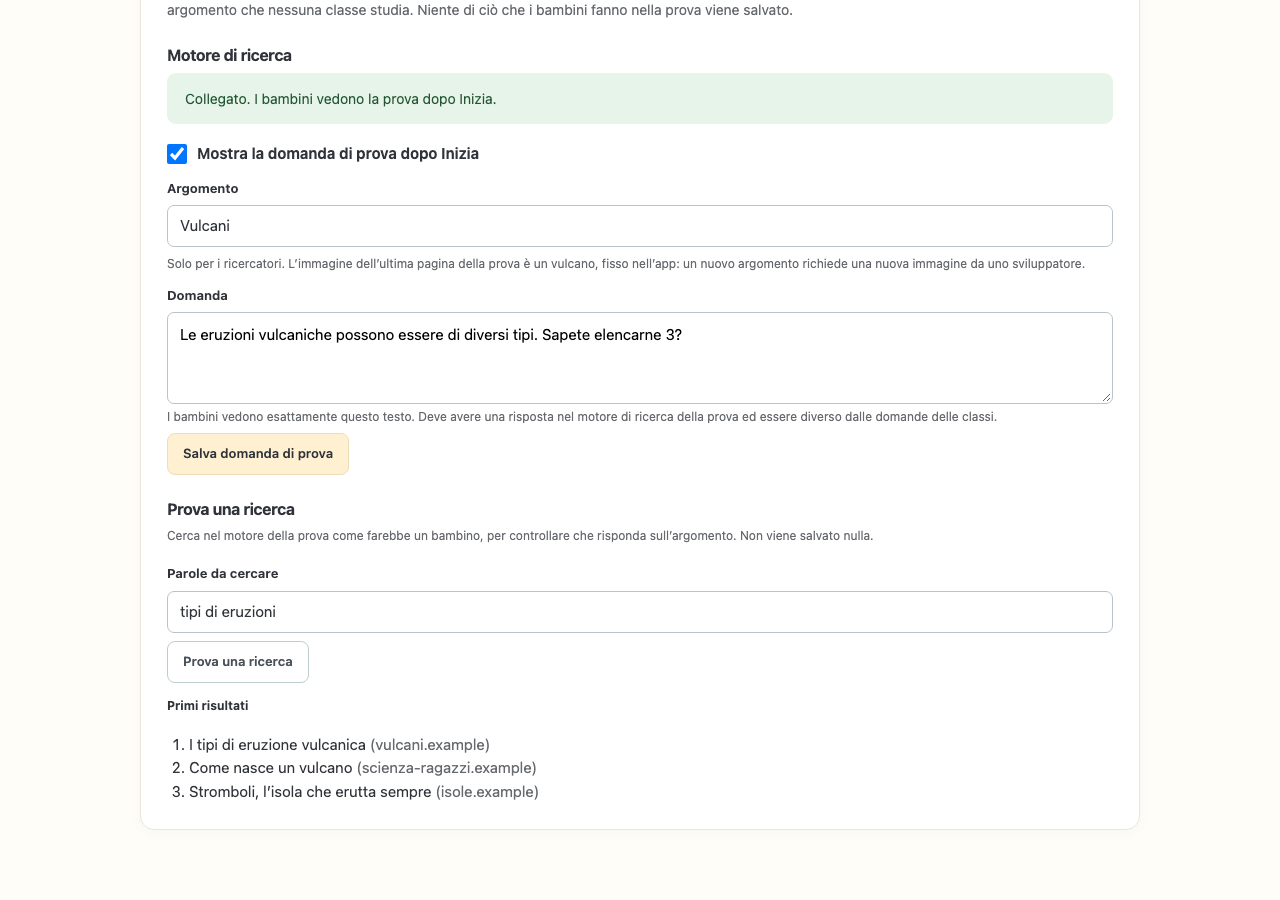 argomento che nessuna classe studia. Niente di ciò che i bambini fanno nella prova viene salvato.
Motore di ricerca
Collegato. I bambini vedono la prova dopo Inizia.
Mostra la domanda di prova dopo Inizia
Argomento
Vulcani
Solo per i ricercatori. L’immagine dell’ultima pagina della prova è un vulcano, fisso nell’app: un nuovo argomento richiede una nuova immagine da uno sviluppatore.
Domanda
Le eruzioni vulcaniche possono essere di diversi tipi. Sapete elencarne 3?
I bambini vedono esattamente questo testo. Deve avere una risposta nel motore di ricerca della prova ed essere diverso dalle domande delle classi.
Salva domanda di prova
Prova una ricerca
Cerca nel motore della prova come farebbe un bambino, per controllare che risponda sull’argomento. Non viene salvato nulla.
Parole da cercare
tipi di eruzioni
Prova una ricerca
Primi risultati
1. I tipi di eruzione vulcanica (vulcani.example)
2. Come nasce un vulcano (scienza-ragazzi.example)
3. Stromboli, l’isola che erutta sempre (isole.example)